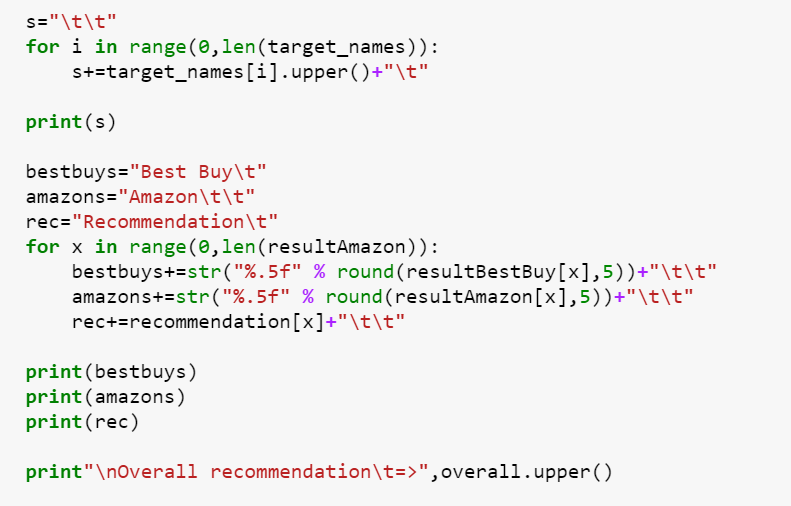 s="\t\t"
for i in range(0,len(target_names)):
    s+=target_names[i].upper()+"\t"

print(s)

bestbuys="Best Buy\t"
amazons="Amazon\t\t"
rec="Recommendation\t"
for x in range(0,len(resultAmazon)):
    bestbuys+=str("%.5f" % round(resultBestBuy[x],5))+"\t\t"
    amazons+=str("%.5f" % round(resultAmazon[x],5))+"\t\t"
    rec+=recommendation[x]+"\t\t"

print(bestbuys)
print(amazons)
print(rec)

print"\nOverall recommendation\t=>",overall.upper()